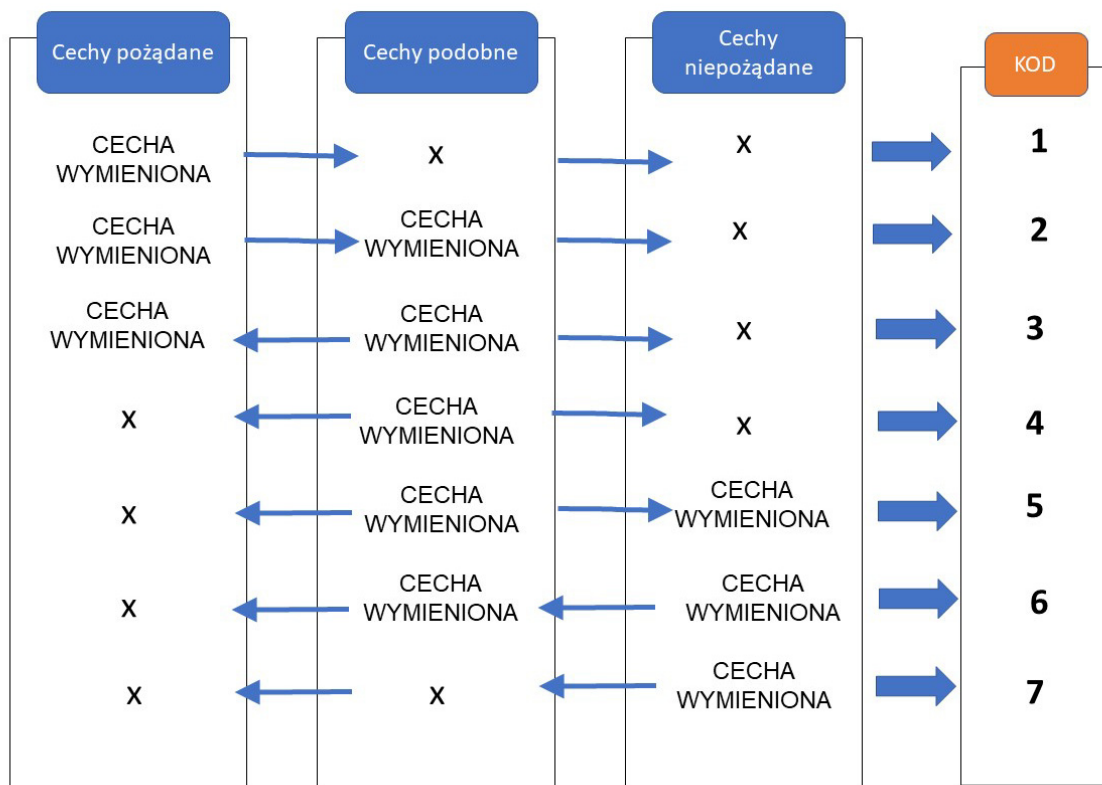 Cechy pożądane
Cechy podobne
Cechy
niepożądane
KOD
CECHA
WYMIENIONA
X
X
1
CECHA
WYMIENIONA
CECHA
WYMIENIONA
X
2
CECHA
WYMIENIONA
CECHA
WYMIENIONA
X
3
X
CECHA
WYMIENIONA
X
4
X
CECHA
WYMIENIONA
CECHA
WYMIENIONA
5
X
CECHA
WYMIENIONA
CECHA
WYMIENIONA
6
X
X
CECHA
WYMIENIONA
7